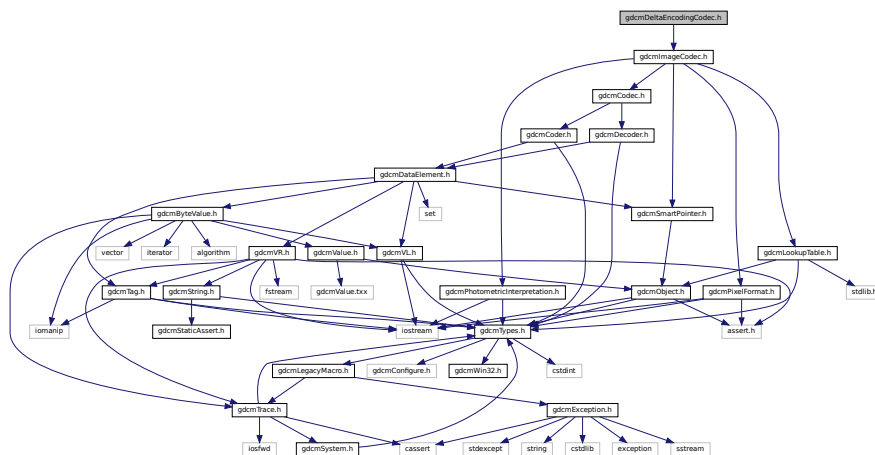 gdcmDeltaEncodingCodec.h
gdcmImageCodec.h
gdcmCodec.h
gdcmCoder.h gdcmDecoder.h
gdcmDataElement.h
gdcmByteValue.h set gdcmSmartPointer.h
vector iterator algorithm gdcmVR.h gdcmValue.h gdcmVL.h gdcmLookupTable.h
gdcmTag.h gdcmString.h fstream gdcmValue.txx gdcmPhotometricInterpretation.h gdcmObject.h gdcmPixelFormat.h stdlib.h
iomanip gdcmStaticAssert.h iostream gdcmTypes.h assert.h
gdcmLegacyMacro.h gdcmConfigure.h gdcmWin32.h cstdint
gdcmTrace.h gdcmException.h
iosfwd gdcmSystem.h cassert stdexcept string cstdlib exception sstream